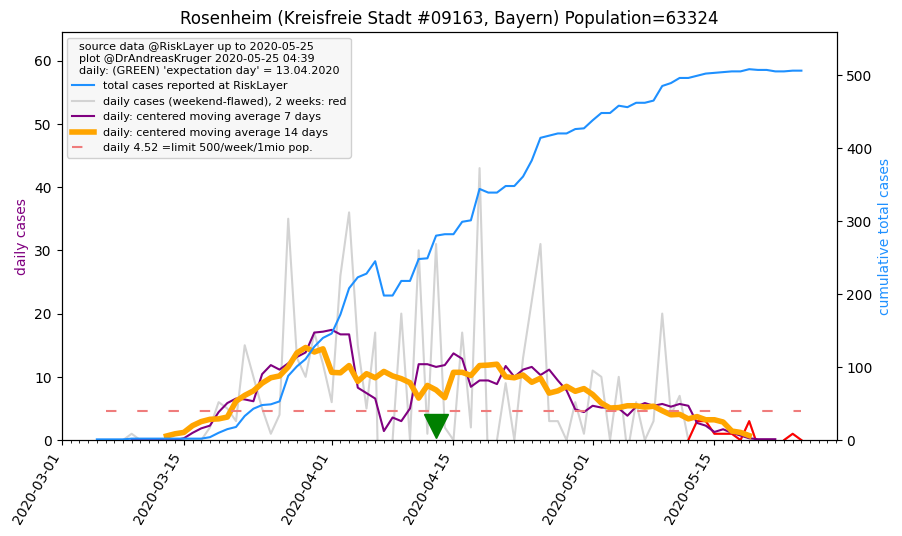 Rosenheim (Kreisfreie Stadt #09163, Bayern) Population=63324
source data @RiskLayer up to 2020-05-25
plot @DrAndreasKruger 2020-05-25 04:39
daily: (GREEN) 'expectation day' = 13.04.2020
total cases reported at RiskLayer
daily cases (weekend-flawed), 2 weeks: red
daily: centered moving average 7 days
daily: centered moving average 14 days
daily 4.52 =limit 500/week/1mio pop.
daily cases
60
50
40
30
20
10
0
cumulative total cases
500
400
300
200
100
0
2020-03-01
2020-03-15
2020-04-01
2020-04-15
2020-05-01
2020-05-15